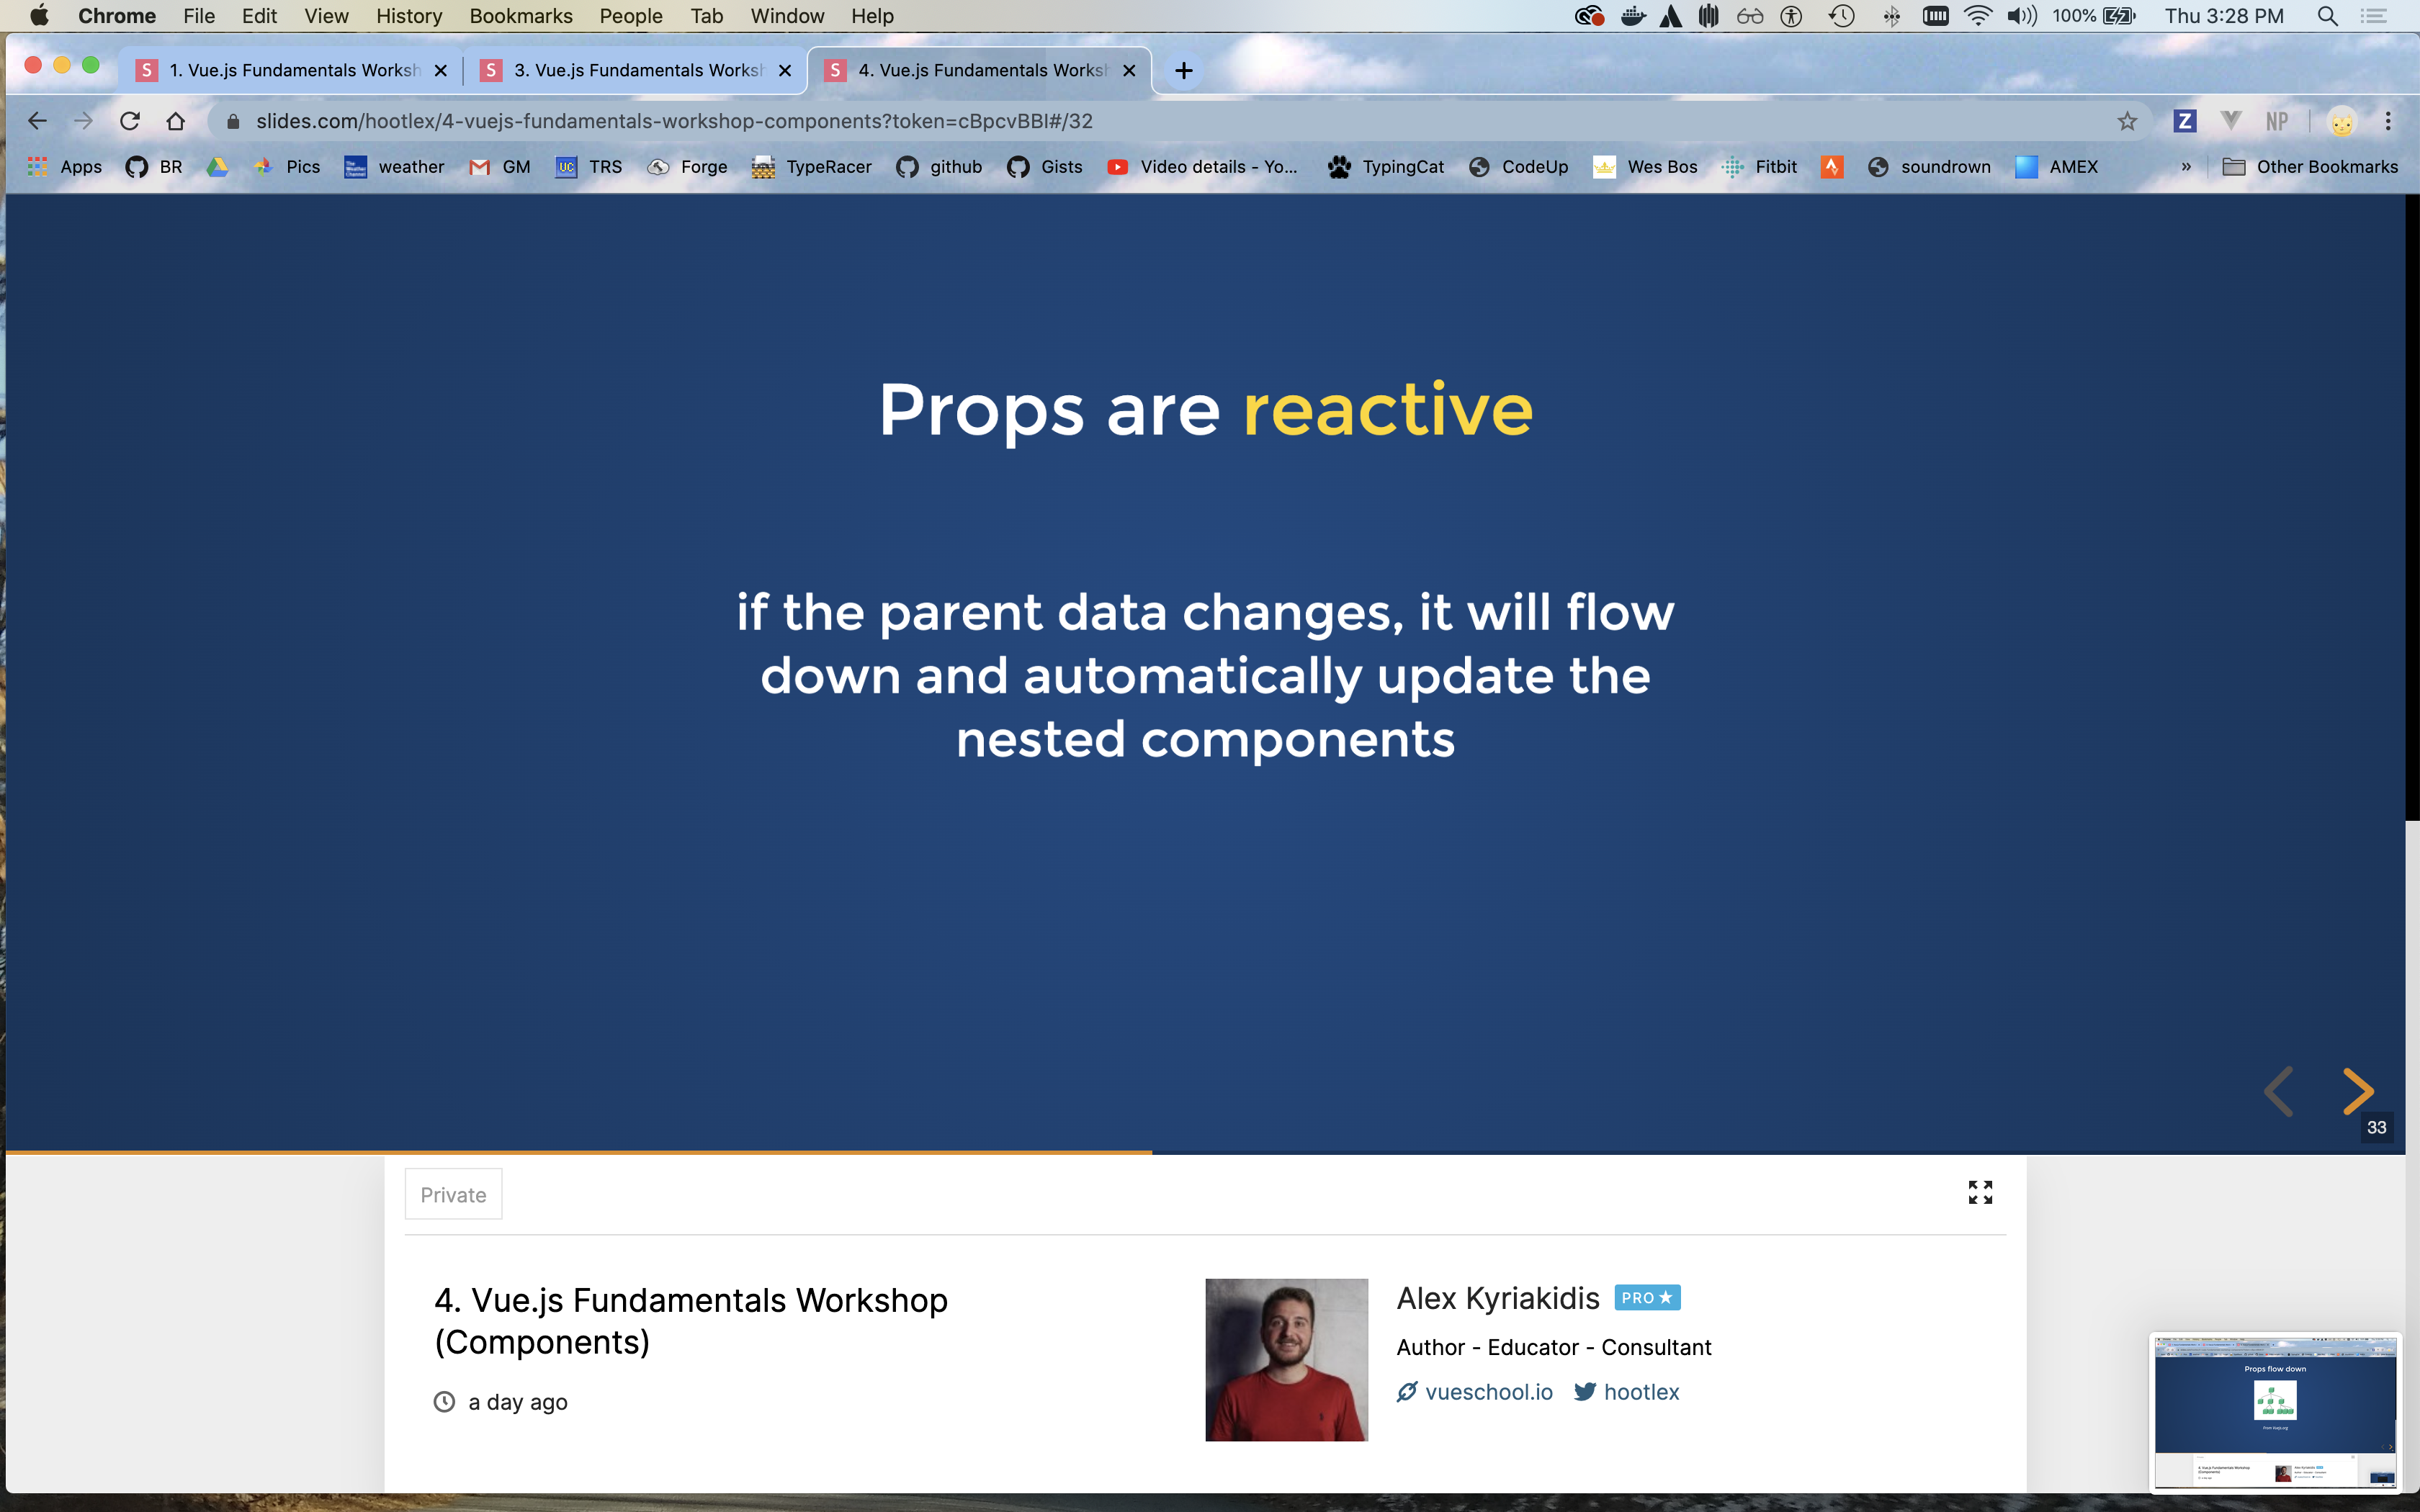 Chrome File Edit View History Bookmarks People Tab Window Help 100% Thu 3:28 PM
S 1. Vue.js Fundamentals Worksh S 3. Vue.js Fundamentals Worksh S 4. Vue.js Fundamentals Worksh
slides.com/hootlex/4-vuejs-fundamentals-workshop-components?token=cBpcvBBI#/32 Z NP
Apps BR Pics weather GM UC TRS Forge TypeRacer github Gists Video details - Yo... TypingCat CodeUp Wes Bos Fitbit soundrown AMEX » Other Bookmarks
Props are reactive
if the parent data changes, it will flow
down and automatically update the
nested components
33
Private
4. Vue.js Fundamentals Workshop
(Components)
a day ago
Alex Kyriakidis PRO
Author - Educator - Consultant
vueschool.io hootlex
Props flow down